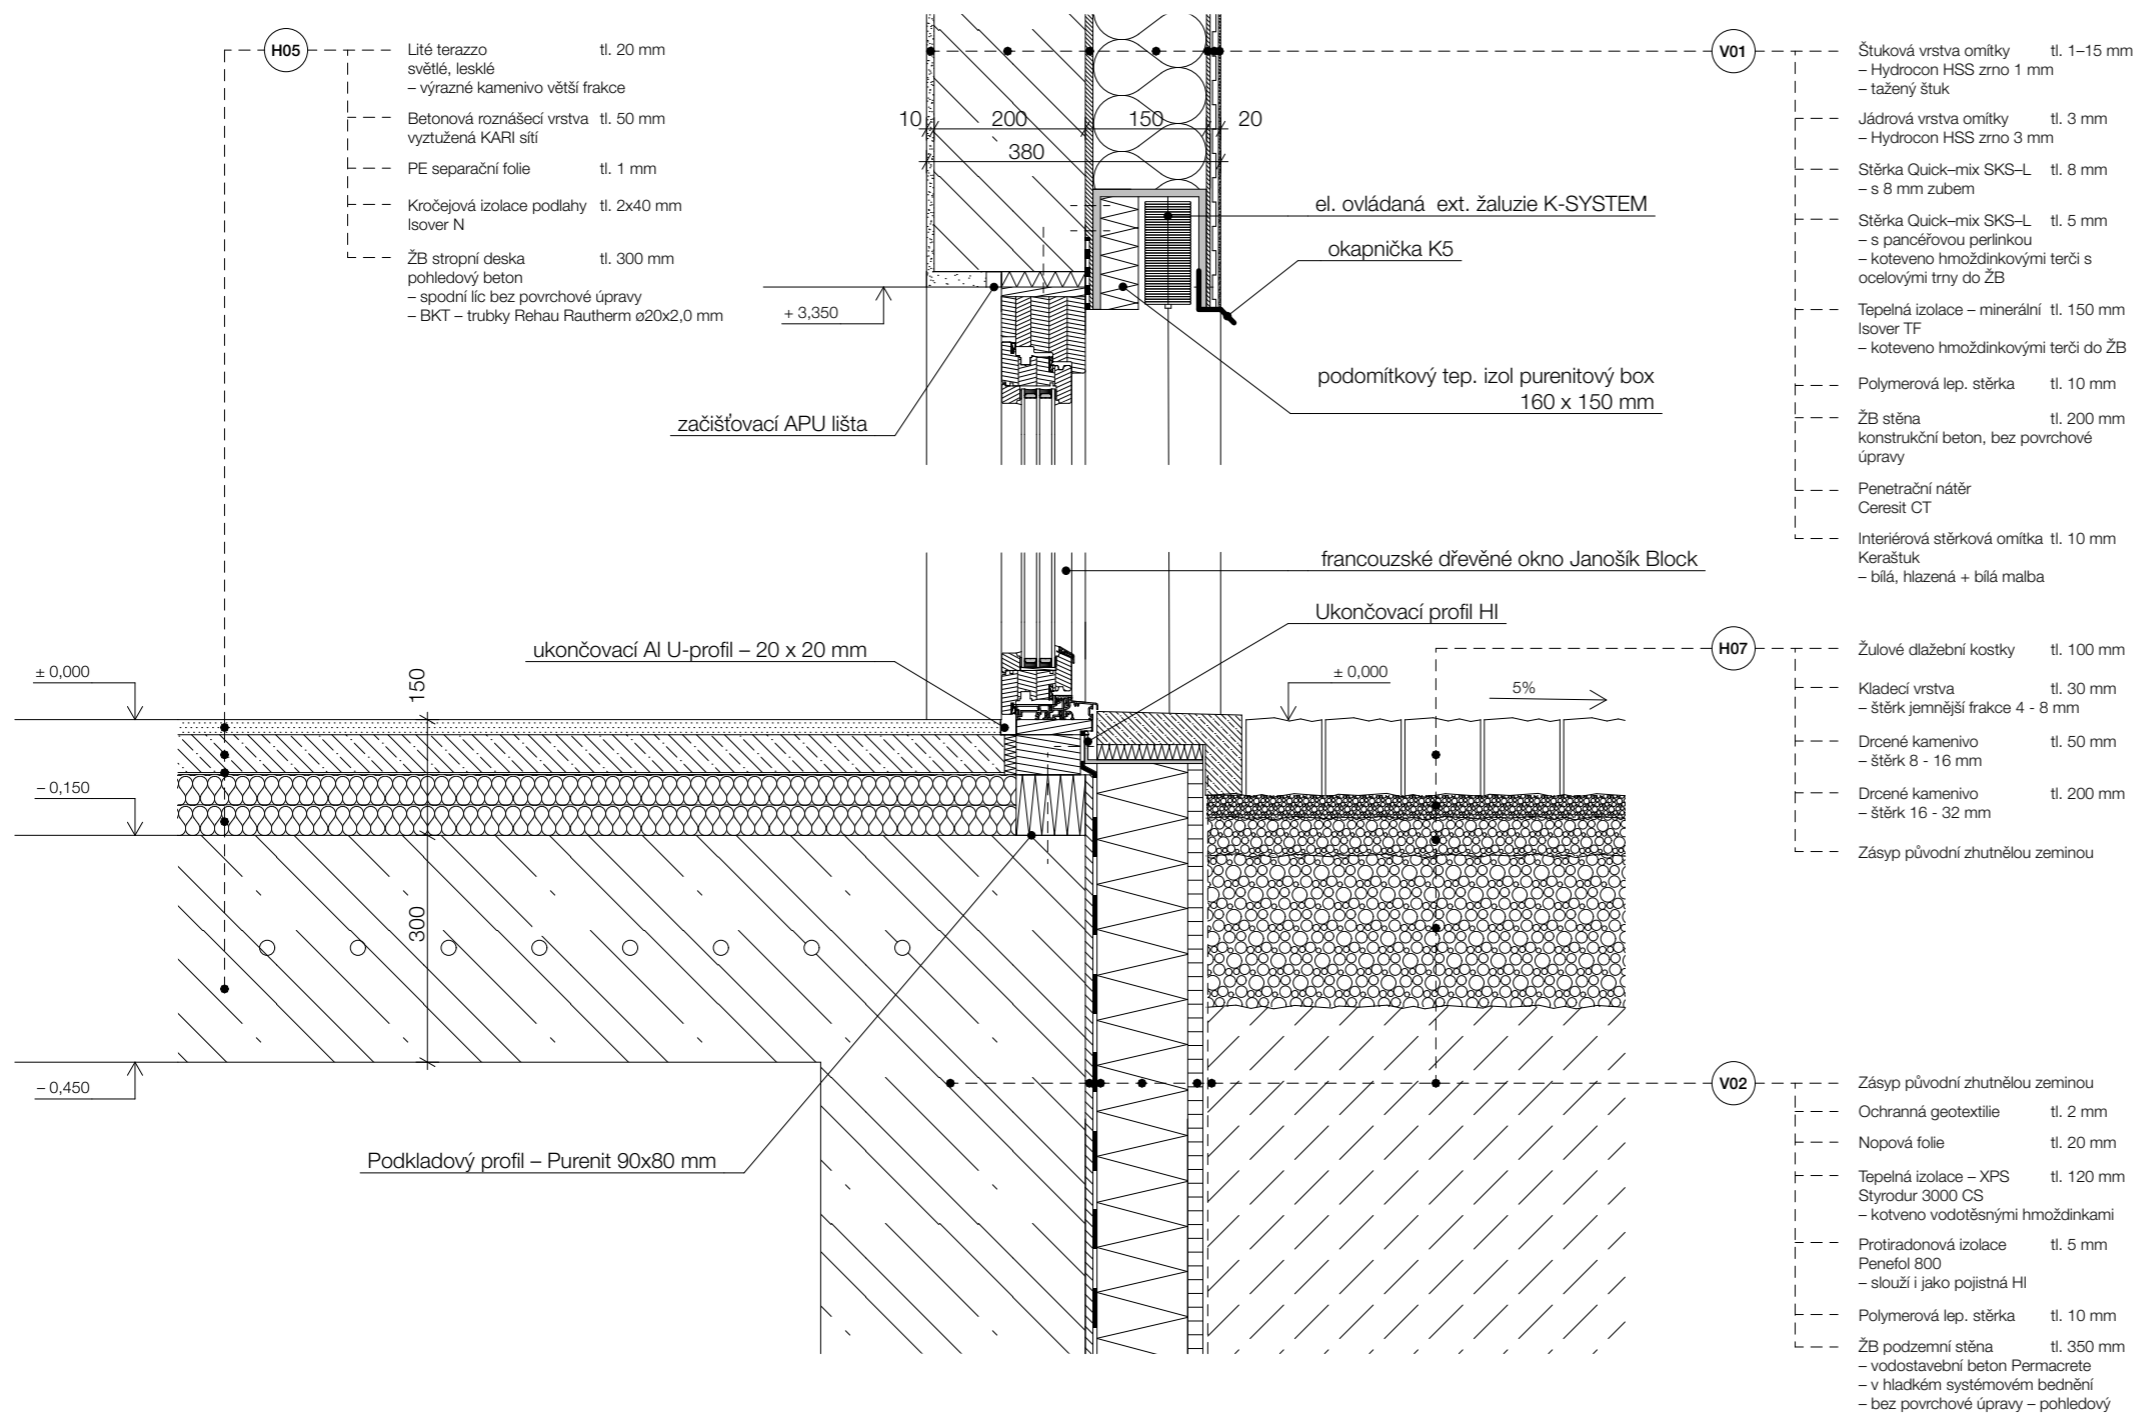 H05
Lité terazzo tl. 20 mm
světlé, lesklé
– výrazné kamenivo větší frakce
Betonová roznášecí vrstva tl. 50 mm
vyztužená KARI sítí
PE separační folie tl. 1 mm
Kročejová izolace podlahy tl. 2x40 mm
Isover N
ŽB stropní deska tl. 300 mm
pohledový beton
– spodní líc bez povrchové úpravy
– BKT – trubky Rehau Rautherm ø20x2,0 mm
10 200 150 20
380
+ 3,350
el. ovládaná ext. žaluzie K-SYSTEM
okapnička K5
podomítkový tep. izol purenitový box
160 x 150 mm
začišťovací APU lišta
francouzské dřevěné okno Janošík Block
Ukončovací profil HI
ukončovací Al U-profil – 20 x 20 mm
± 0,000
150
± 0,000
5%
– 0,150
300
– 0,450
Podkladový profil – Purenit 90x80 mm
V01
Štuková vrstva omítky tl. 1–15 mm
– Hydrocon HSS zrno 1 mm
– tažený štuk
Jádrová vrstva omítky tl. 3 mm
– Hydrocon HSS zrno 3 mm
Stěrka Quick–mix SKS–L tl. 8 mm
– s 8 mm zubem
Stěrka Quick–mix SKS–L tl. 5 mm
– s pancéřovou perlinkou
– koteveno hmoždinkovými terči s
ocelovými trny do ŽB
Tepelná izolace – minerální tl. 150 mm
Isover TF
– koteveno hmoždinkovými terči do ŽB
Polymerová lep. stěrka tl. 10 mm
ŽB stěna tl. 200 mm
konstrukční beton, bez povrchové
úpravy
Penetrační nátěr
Ceresit CT
Interiérová stěrková omítka tl. 10 mm
Keraštuk
– bílá, hlazená + bílá malba
H07
Žulové dlažební kostky tl. 100 mm
Kladecí vrstva tl. 30 mm
– štěrk jemnější frakce 4 - 8 mm
Drcené kamenivo tl. 50 mm
– štěrk 8 - 16 mm
Drcené kamenivo tl. 200 mm
– štěrk 16 - 32 mm
Zásyp původní zhutnělou zeminou
V02
Zásyp původní zhutnělou zeminou
Ochranná geotextilie tl. 2 mm
Nopová folie tl. 20 mm
Tepelná izolace – XPS tl. 120 mm
Styrodur 3000 CS
– kotveno vodotěsnými hmoždinkami
Protiradonová izolace tl. 5 mm
Penefol 800
– slouží i jako pojistná HI
Polymerová lep. stěrka tl. 10 mm
ŽB podzemní stěna tl. 350 mm
– vodostavební beton Permacrete
– v hladkém systémovém bednění
– bez povrchové úpravy – pohledový